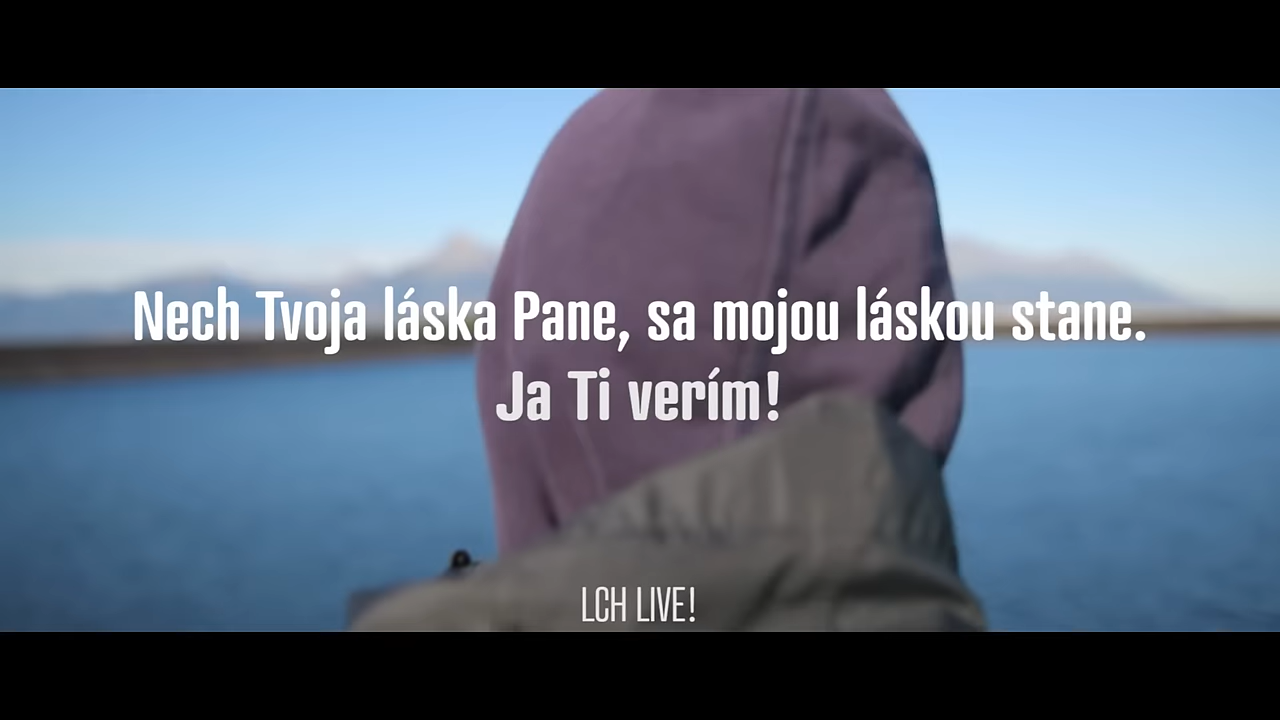 Nech Tvoja láska Pane, sa mojou láskou stane.
Ja Ti verím!
LCH LIVE!